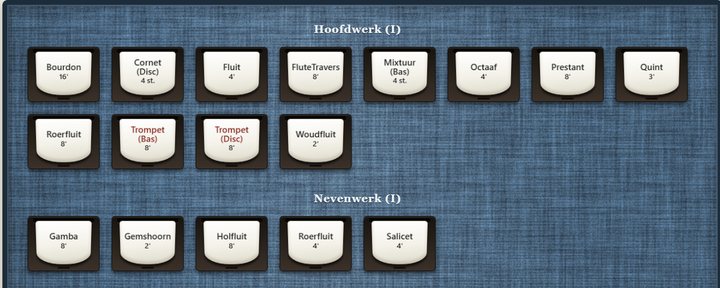 Hoofdwerk (I)
Bourdon
16'
Cornet
(Disc)
4 st.
Fluit
4'
FluteTravers
8'
Mixtuur
(Bas)
4 st.
Octaaf
4'
Prestant
8'
Quint
3'
Roerfluit
8'
Trompet
(Bas)
8'
Trompet
(Disc)
8'
Woudfluit
2'
Nevenwerk (I)
Gamba
8'
Gemshoorn
2'
Holfluit
8'
Roerfluit
4'
Salicet
4'